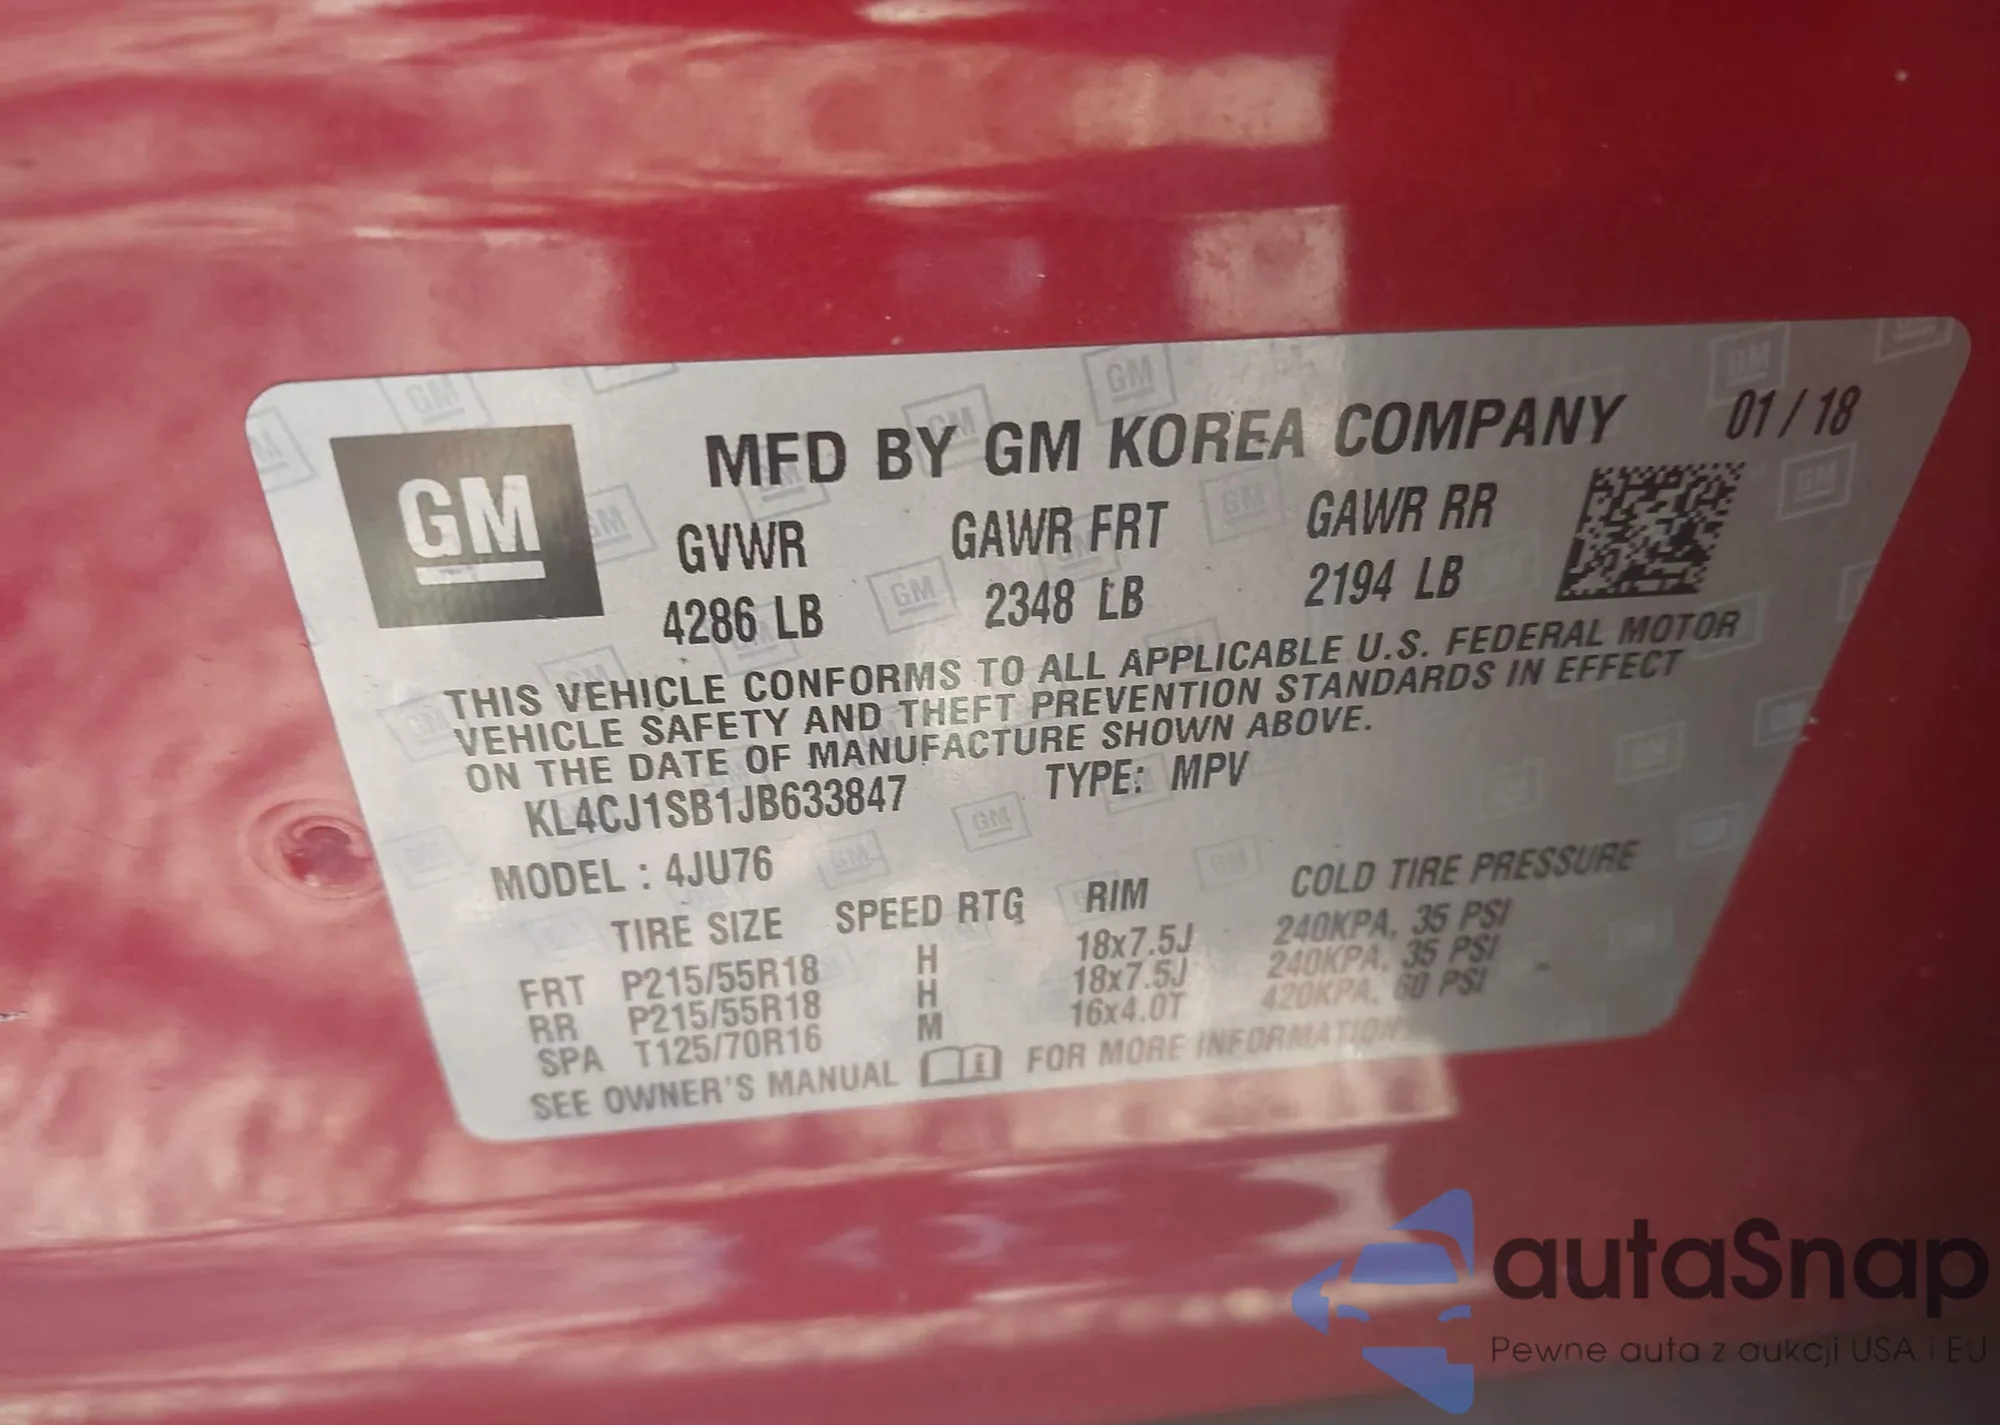 GM
MFD BY GM KOREA COMPANY 01 / 18
GVWR GAWR FRT GAWR RR
4286 LB 2348 LB 2194 LB
THIS VEHICLE CONFORMS TO ALL APPLICABLE U.S. FEDERAL MOTOR
VEHICLE SAFETY AND THEFT PREVENTION STANDARDS IN EFFECT
ON THE DATE OF MANUFACTURE SHOWN ABOVE.
KL4CJ1SB1JB633847 TYPE: MPV
MODEL : 4JU76
TIRE SIZE SPEED RTG RIM COLD TIRE PRESSURE
FRT P215/55R18 H 18x7.5J 240KPA, 35 PSI
RR P215/55R18 H 18x7.5J 240KPA, 35 PSI
SPA T125/70R16 M 16x4.0T 420KPA, 60 PSI
SEE OWNER'S MANUAL FOR MORE INFORMATION.
autaSnap
Pewne auta z aukcji USA i EU